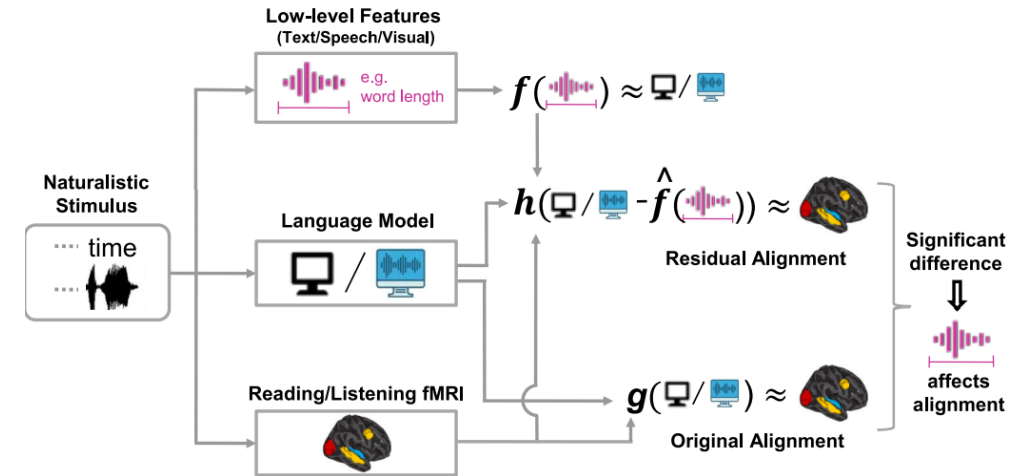 Low-level Features
(Text/Speech/Visual)
e.g.
word length
f( ) ≈ /
Naturalistic
Stimulus
time
Language Model
/
h( / - f̂( )) ≈
Residual Alignment
Significant
difference
affects
alignment
Reading/Listening fMRI
g( / ) ≈
Original Alignment